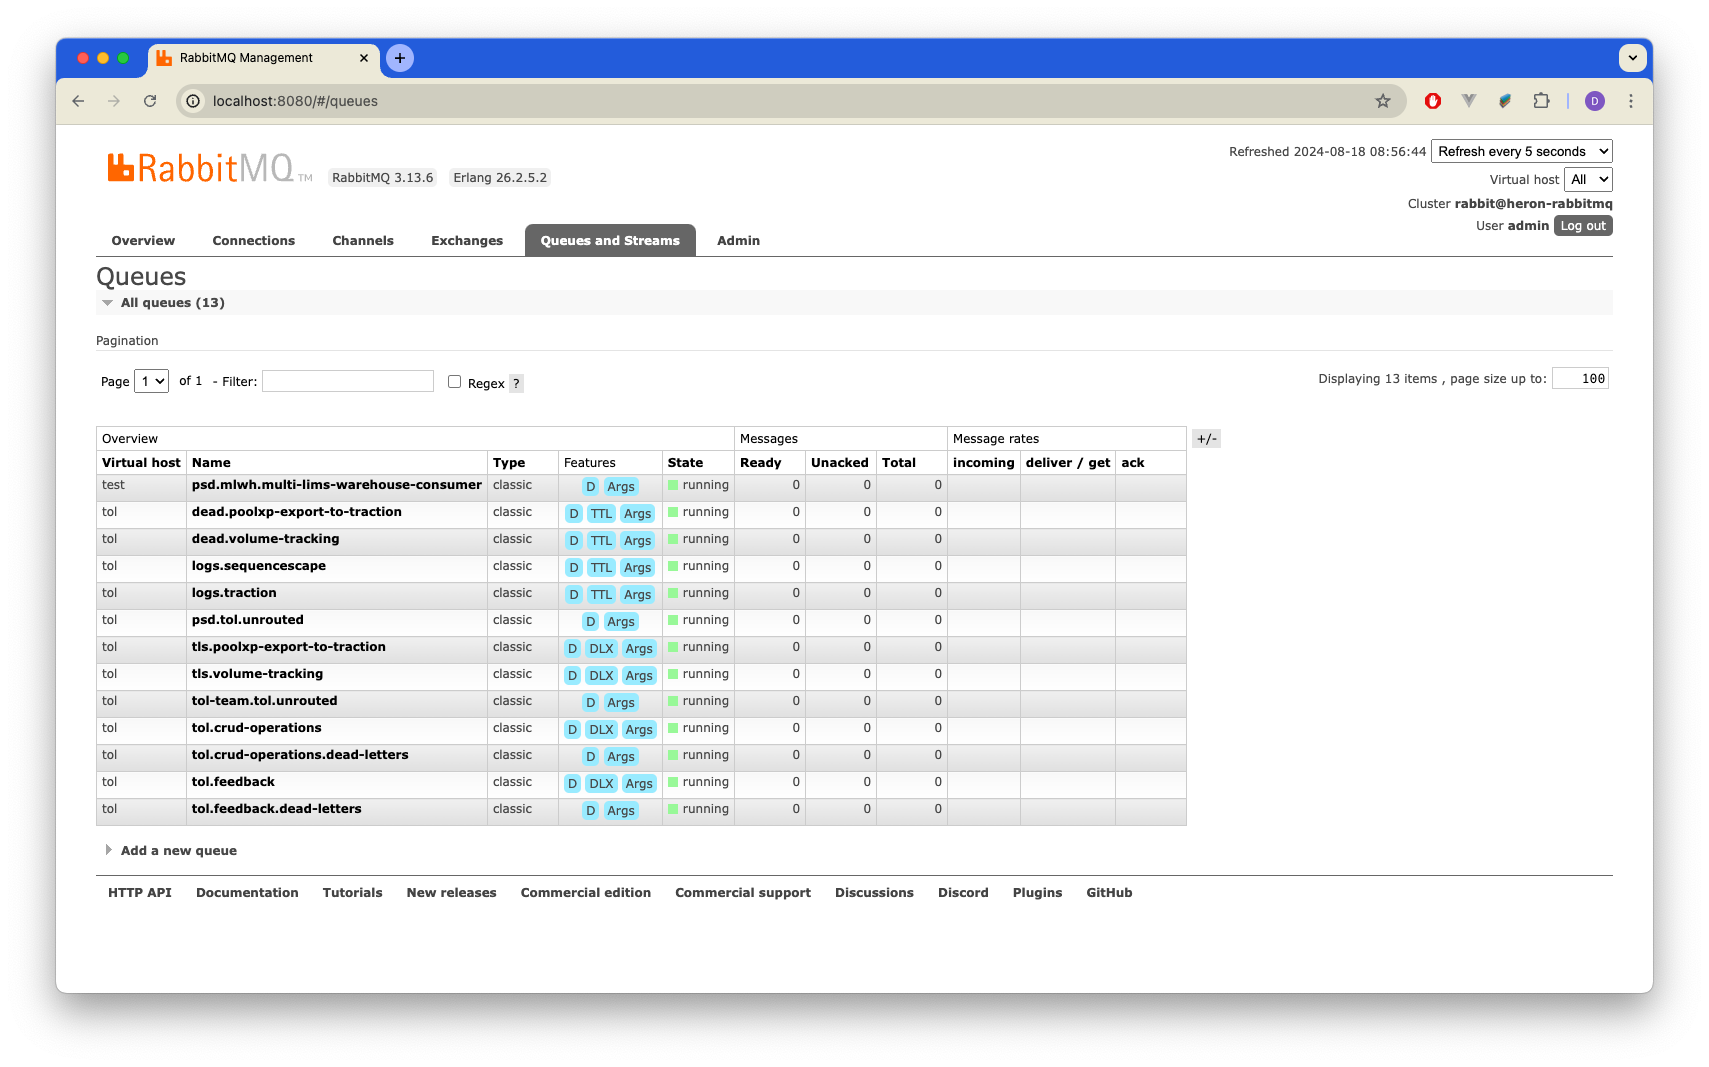 RabbitMQ Management
localhost:8080/#/queues
D
RabbitMQ TM
RabbitMQ 3.13.6 Erlang 26.2.5.2
Refreshed 2024-08-18 08:56:44 Refresh every 5 seconds
Virtual host All
Cluster rabbit@heron-rabbitmq
User admin Log out
Overview Connections Channels Exchanges Queues and Streams Admin
Queues
All queues (13)
Pagination
Page 1 of 1 - Filter: Regex ? Displaying 13 items , page size up to: 100
Overview Messages Message rates +/-
Virtual host Name Type Features State Ready Unacked Total incoming deliver / get ack
test psd.mlwh.multi-lims-warehouse-consumer classic D Args running 0 0 0
tol dead.poolxp-export-to-traction classic D TTL Args running 0 0 0
tol dead.volume-tracking classic D TTL Args running 0 0 0
tol logs.sequencescape classic D TTL Args running 0 0 0
tol logs.traction classic D TTL Args running 0 0 0
tol psd.tol.unrouted classic D Args running 0 0 0
tol tls.poolxp-export-to-traction classic D DLX Args running 0 0 0
tol tls.volume-tracking classic D DLX Args running 0 0 0
tol tol-team.tol.unrouted classic D Args running 0 0 0
tol tol.crud-operations classic D DLX Args running 0 0 0
tol tol.crud-operations.dead-letters classic D Args running 0 0 0
tol tol.feedback classic D DLX Args running 0 0 0
tol tol.feedback.dead-letters classic D Args running 0 0 0
Add a new queue
HTTP API Documentation Tutorials New releases Commercial edition Commercial support Discussions Discord Plugins GitHub